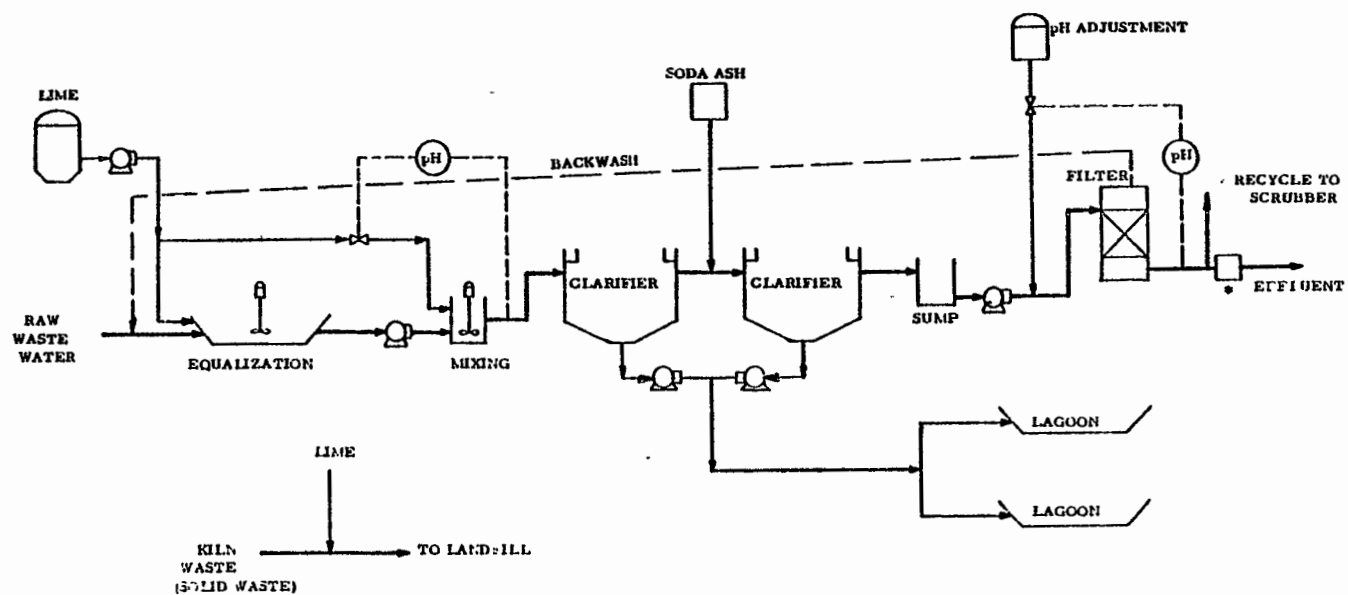 pH ADJUSTMENT
SODA ASH
LIME
pH
BACKWASH
pH
FILTER
RECYCLE TO
SCRUBBER
CLARIFIER
CLARIFIER
EFFLUENT
*
SUMP
RAW
WASTE
WATER
EQUALIZATION
MIXING
LAGOON
LIME
LAGOON
KILN
WASTE
(SOLID WASTE)
TO LANDFILL